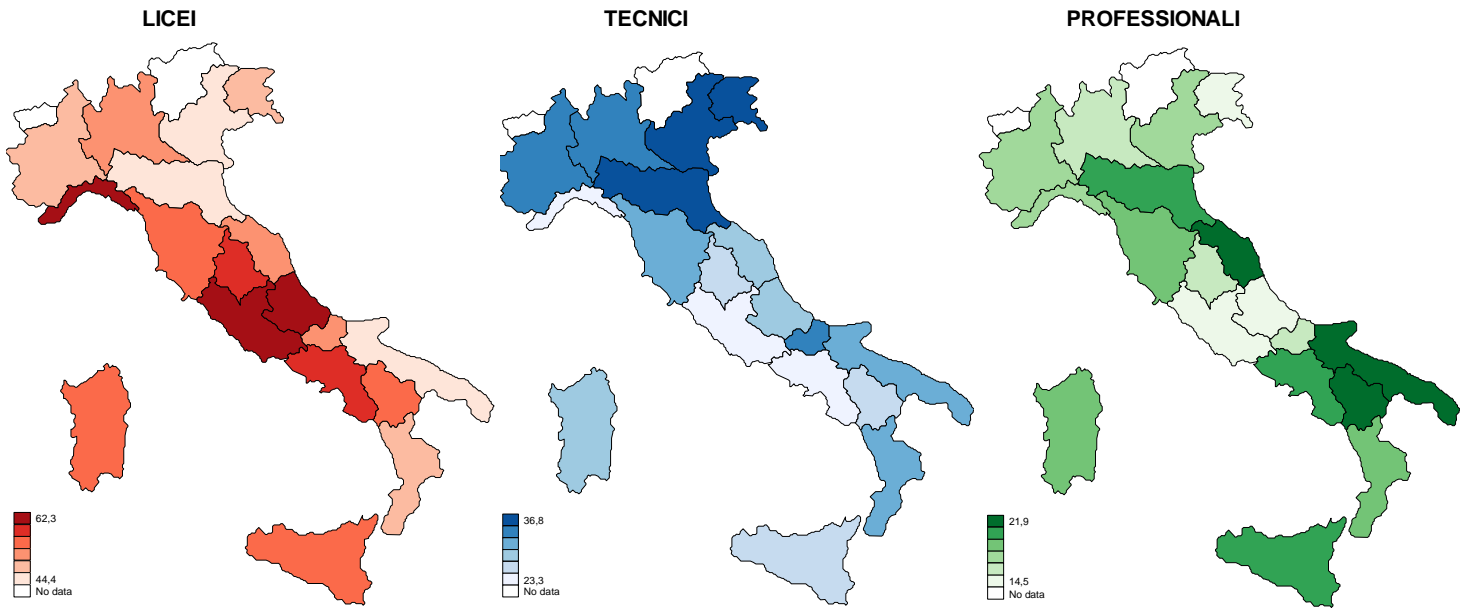 LICEI
TECNICI
PROFESSIONALI
62,3
44,4
No data
36,8
23,3
No data
21,9
14,5
No data